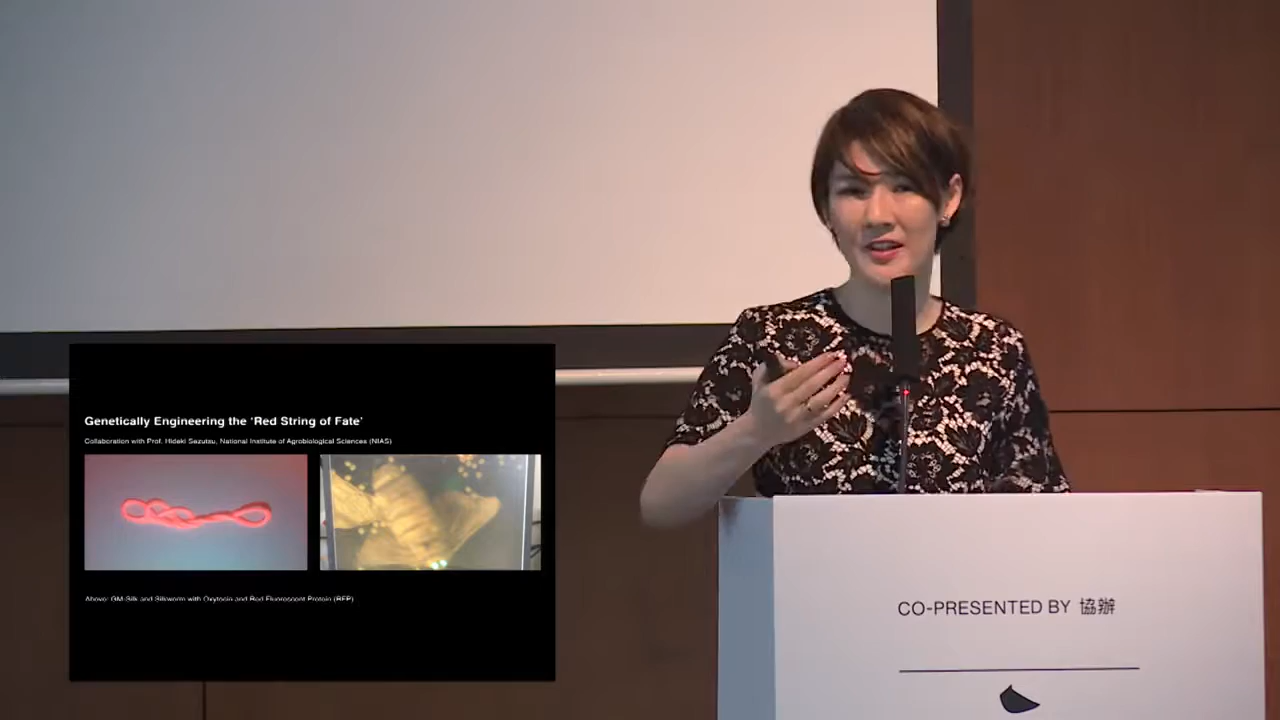 Genetically Engineering the ‘Red String of Fate’
Collaboration with Prof. Hideki Sezutsu, National Institute of Agrobiological Sciences (NIAS)
Above: GM-Silk and Silkworm with Oxytocin and Red Fluorescent Protein (RFP)
CO-PRESENTED BY 協辦